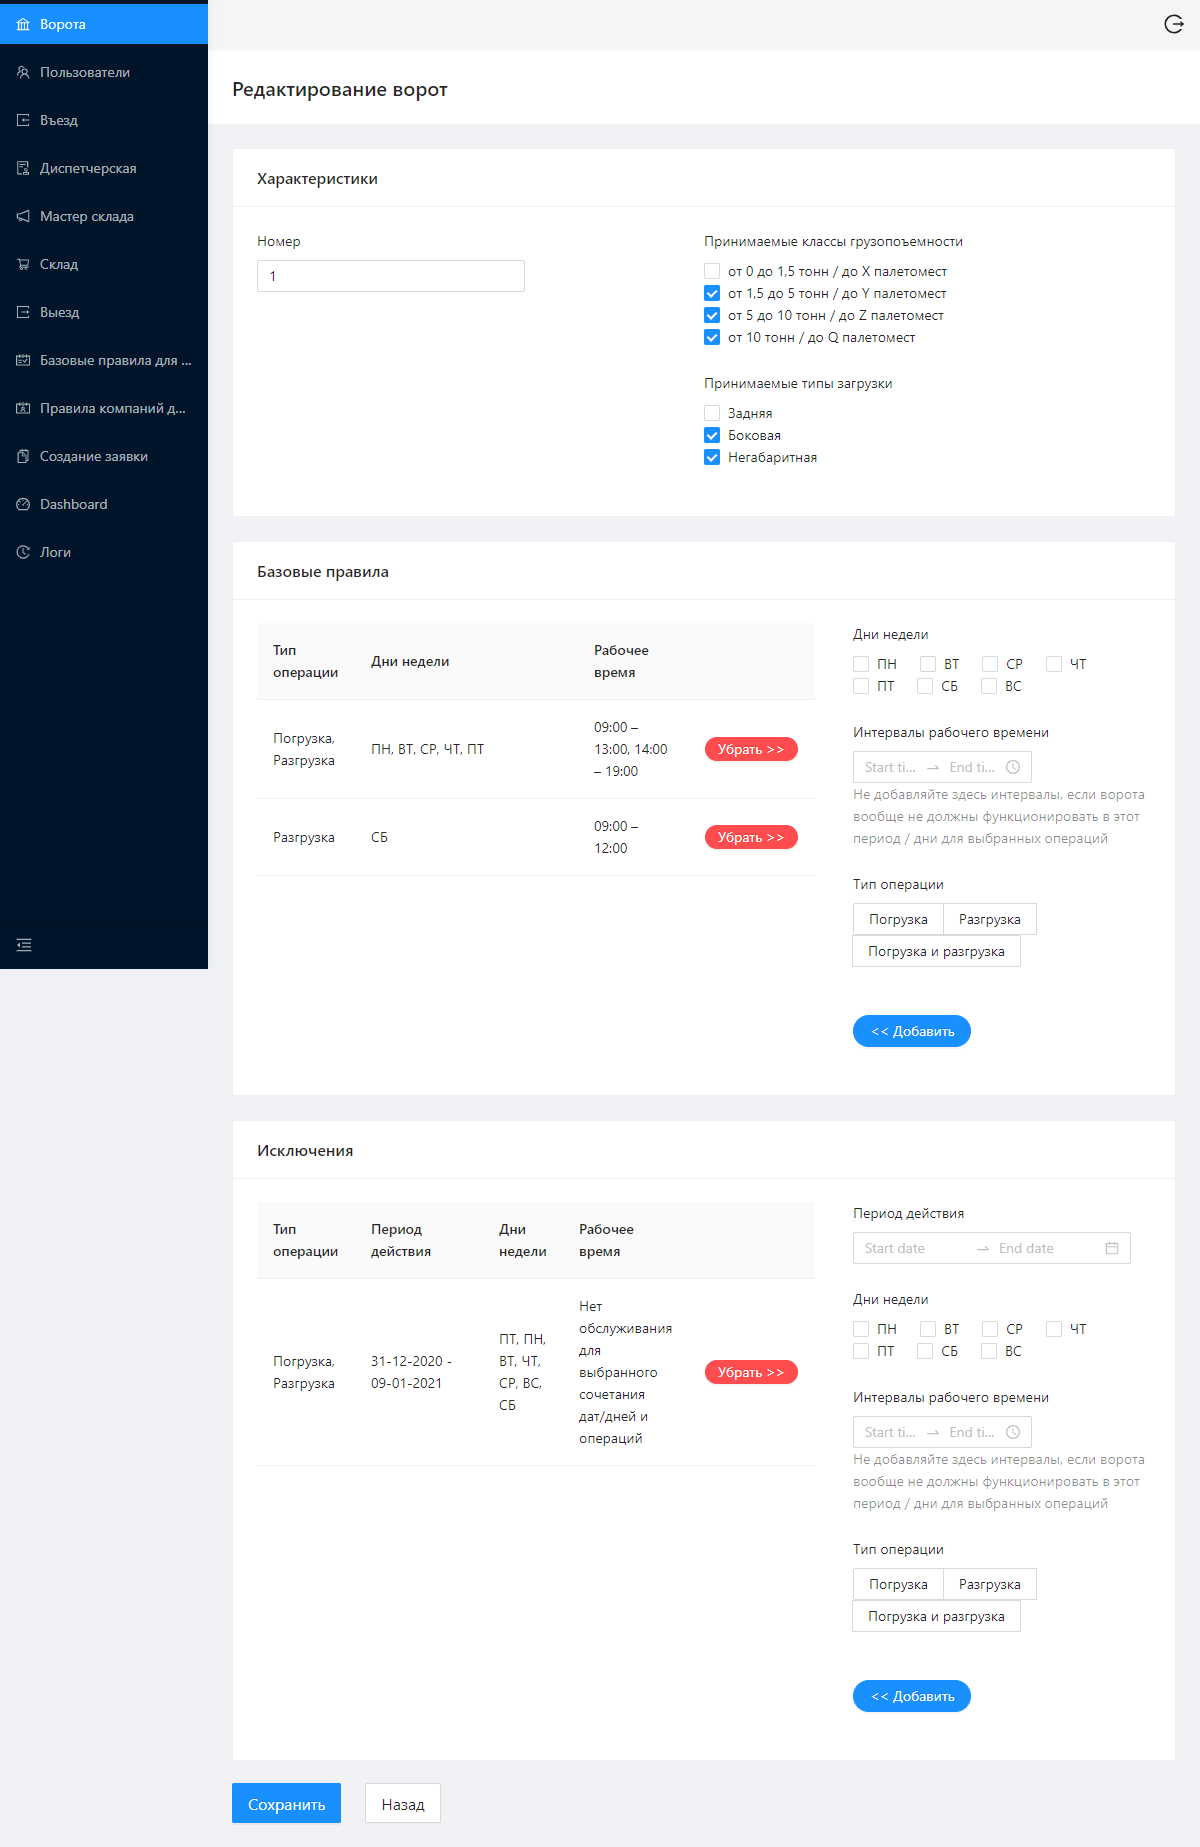 Ворота
Пользователи
Въезд
Диспетчерская
Мастер склада
Склад
Выезд
Базовые правила для ...
Правила компаний д...
Создание заявки
Dashboard
Логи
Редактирование ворот
Характеристики
Номер
1
Принимаемые классы грузопоъемности
от 0 до 1,5 тонн / до X палетомест
от 1,5 до 5 тонн / до Y палетомест
от 5 до 10 тонн / до Z палетомест
от 10 тонн / до Q палетомест
Принимаемые типы загрузки
Задняя
Боковая
Негабаритная
Базовые правила
Тип
операции
Дни недели
Рабочее
время
Погрузка,
Разгрузка
ПН, ВТ, СР, ЧТ, ПТ
09:00 –
13:00, 14:00
– 19:00
Убрать >>
Разгрузка
СБ
09:00 –
12:00
Убрать >>
Дни недели
ПН ВТ СР ЧТ
ПТ СБ ВС
Интервалы рабочего времени
Start ti... End ti...
Не добавляйте здесь интервалы, если ворота
вообще не должны функционировать в этот
период / дни для выбранных операций
Тип операции
Погрузка Разгрузка
Погрузка и разгрузка
<< Добавить
Исключения
Тип
операции
Период
действия
Дни
недели
Рабочее
время
Погрузка,
Разгрузка
31-12-2020 -
09-01-2021
ПТ, ПН,
ВТ, ЧТ,
СР, ВС,
СБ
Нет
обслуживания
для
выбранного
сочетания
дат/дней и
операций
Убрать >>
Период действия
Start date End date
Дни недели
ПН ВТ СР ЧТ
ПТ СБ ВС
Интервалы рабочего времени
Start ti... End ti...
Не добавляйте здесь интервалы, если ворота
вообще не должны функционировать в этот
период / дни для выбранных операций
Тип операции
Погрузка Разгрузка
Погрузка и разгрузка
<< Добавить
Сохранить Назад